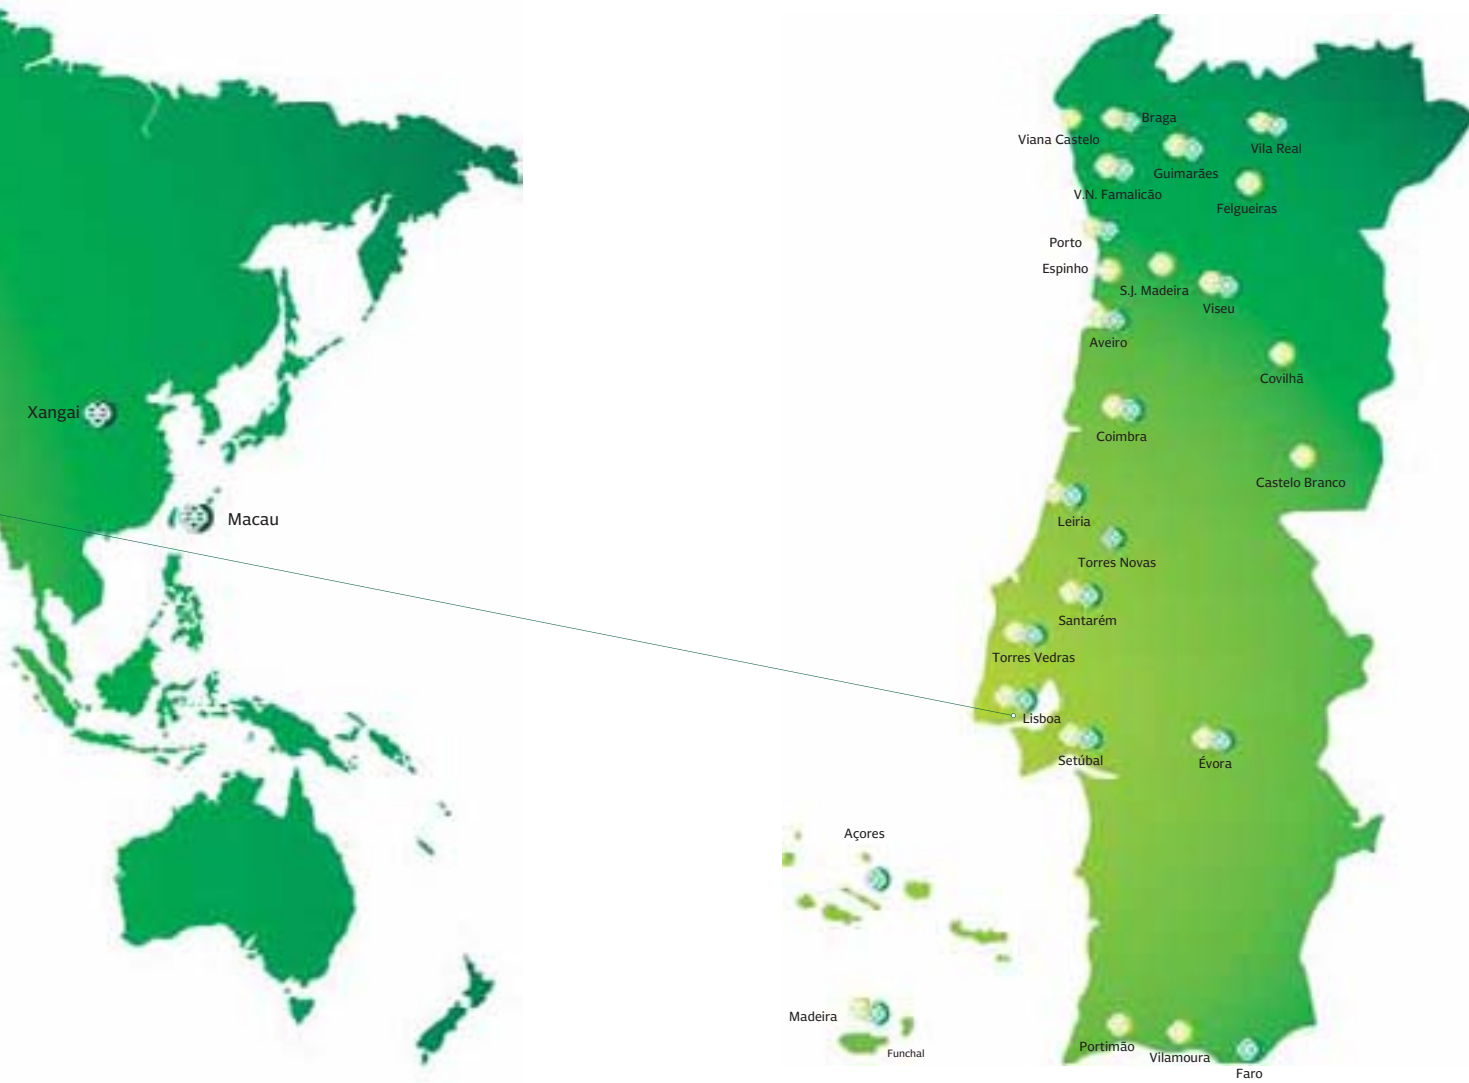 Xangai
Macau
Viana Castelo
Braga
Vila Real
Guimarães
V.N. Famalicão
Felgueiras
Porto
Espinho
S.J. Madeira
Viseu
Aveiro
Covilhã
Coimbra
Castelo Branco
Leiria
Torres Novas
Santarém
Torres Vedras
Lisboa
Setúbal
Évora
Açores
Madeira
Funchal
Portimão
Vilamoura
Faro